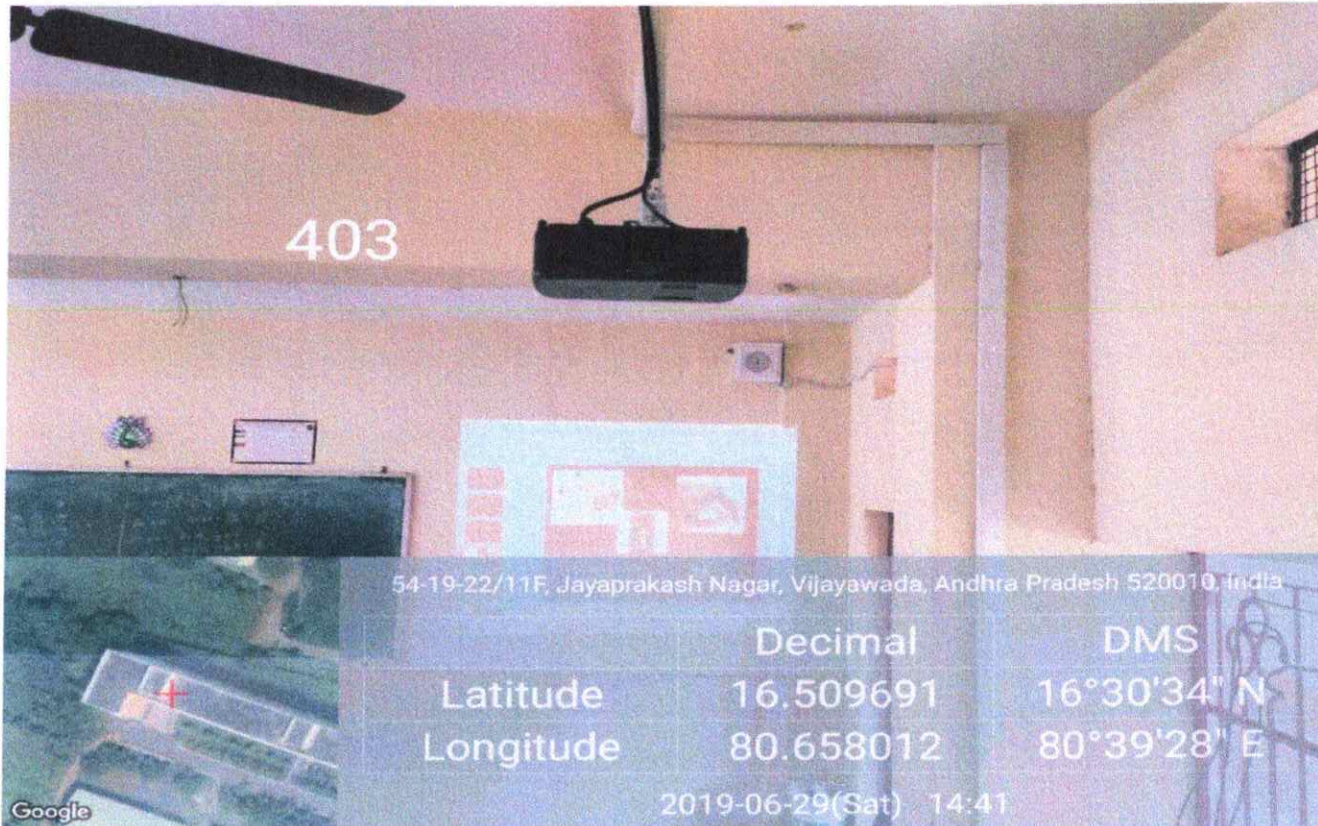 403
54-19-22/11F, Jayaprakash Nagar, Vijayawada, Andhra Pradesh 520010, India
Decimal DMS
Latitude 16.509691 16°30'34" N
Longitude 80.658012 80°39'28" E
2019-06-29(Sat) 14:41
Google